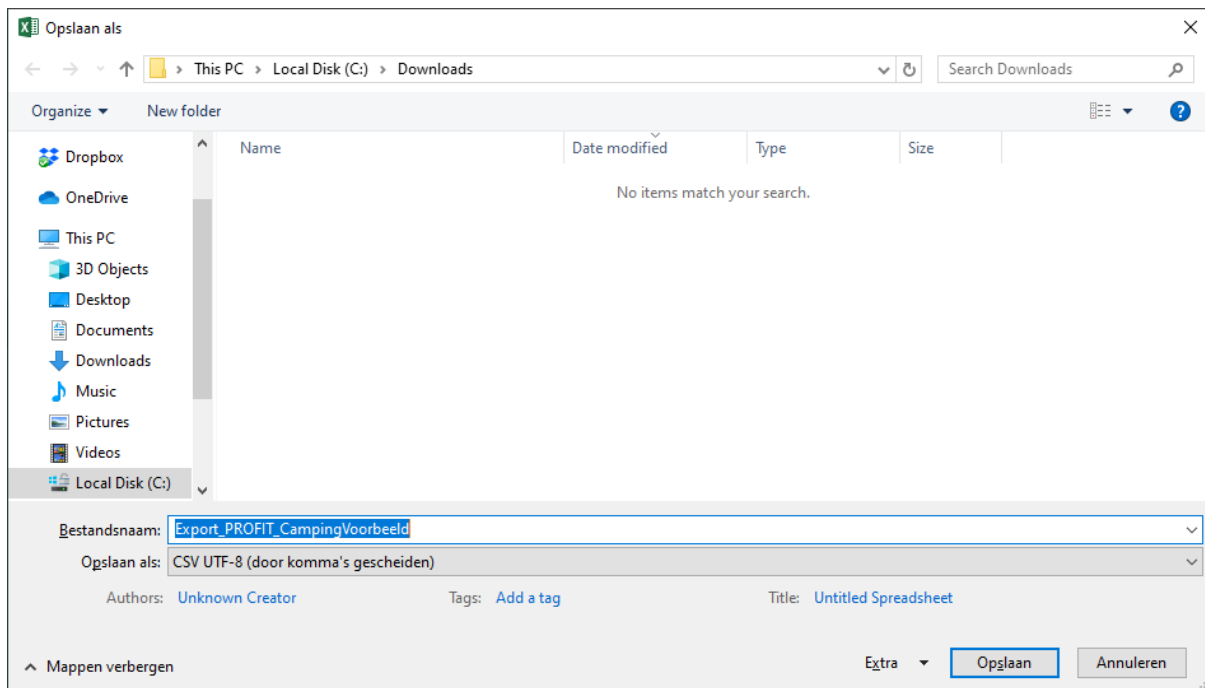 Opslaan als
This PC > Local Disk (C:) > Downloads
Search Downloads
Organize
New folder
Name
Date modified
Type
Size
No items match your search.
Dropbox
OneDrive
This PC
3D Objects
Desktop
Documents
Downloads
Music
Pictures
Videos
Local Disk (C:)
Bestandsnaam: Export_PROFIT_CampingVoorbeeld
Opslaan als: CSV UTF-8 (door komma's gescheiden)
Authors: Unknown Creator Tags: Add a tag Title: Untitled Spreadsheet
Mappen verbergen
Extra
Opslaan
Annuleren